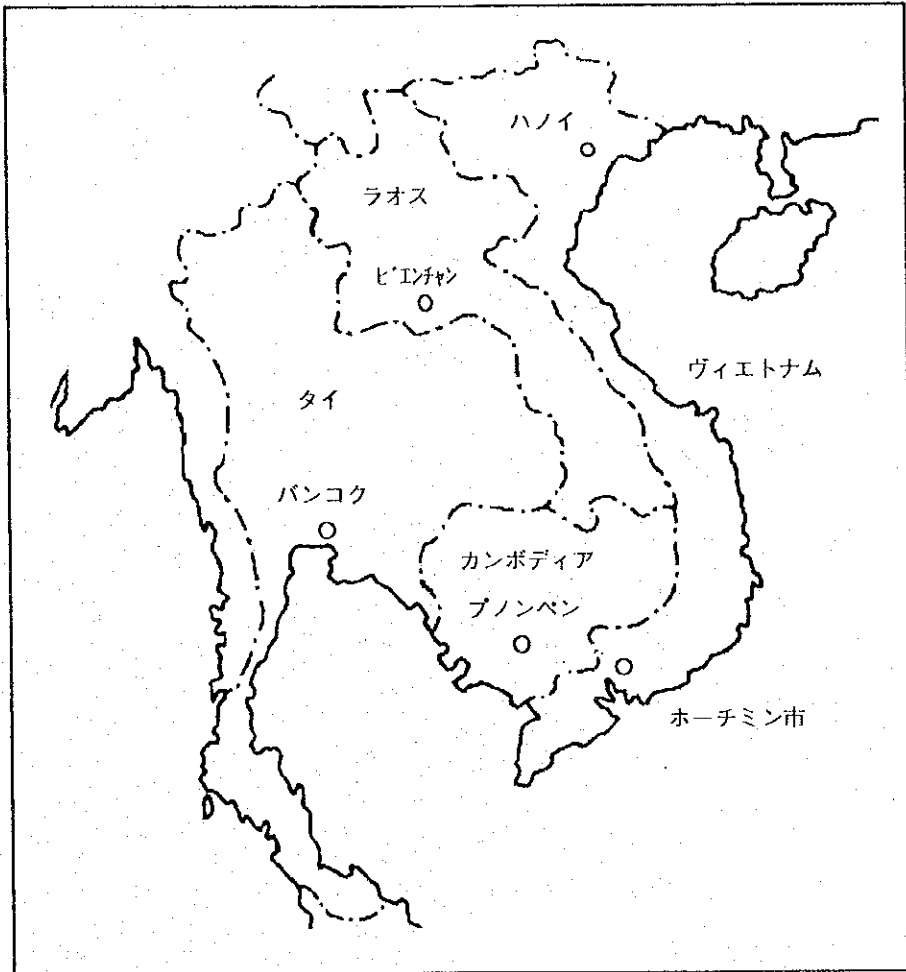 ハノイ
ラオス
ビエンチャン
ヴィエトナム
タイ
バンコク
カンボディア
プノンペン
ホーチミン市